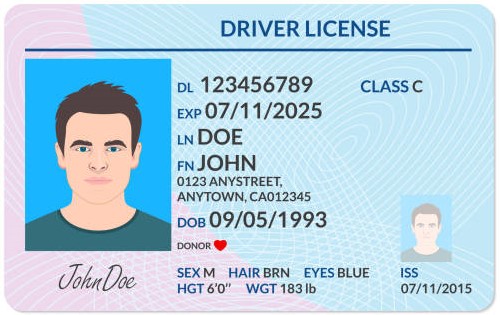 DRIVER LICENSE
DL 123456789 CLASS C
EXP 07/11/2025
LN DOE
FN JOHN
0123 ANYSTREET,
ANYTOWN, CA012345
DOB 09/05/1993
DONOR
JohnDoe
SEX M HAIR BRN EYES BLUE ISS
HGT 6'0" WGT 183 lb 07/11/2015